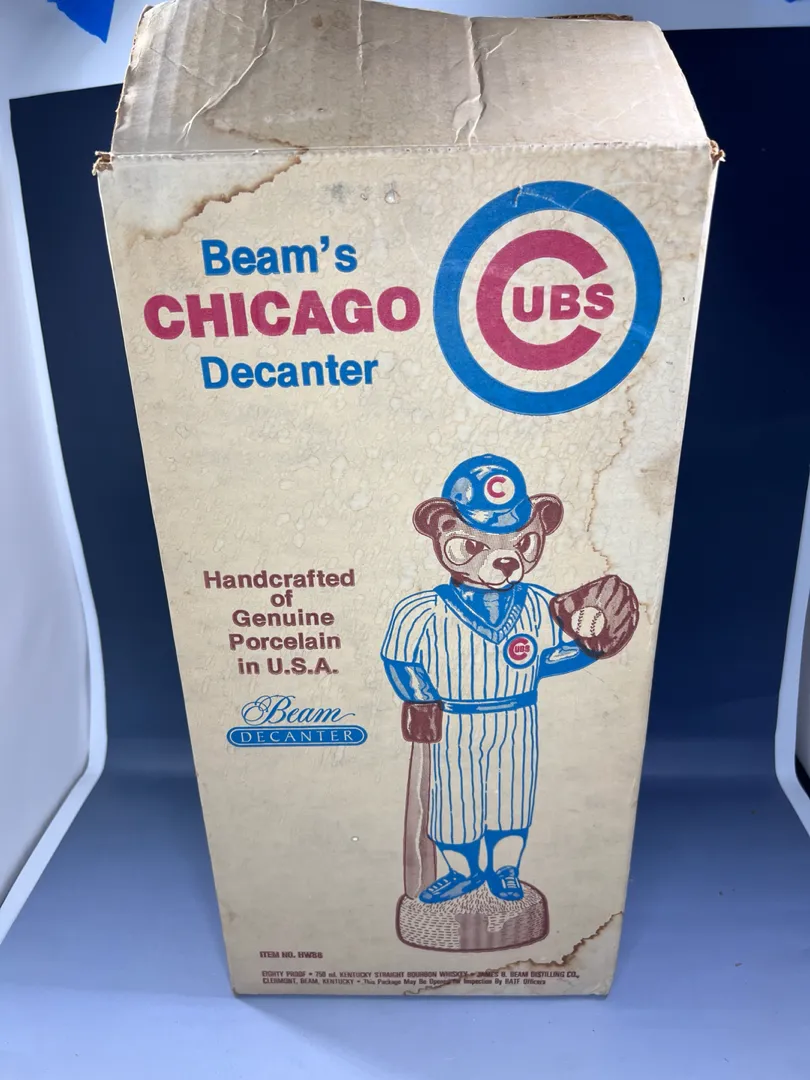 Beam's
CHICAGO
Decanter
CUBS
C
CUBS
Handcrafted
of
Genuine
Porcelain
in U.S.A.
Beam
DECANTER
ITEM NO.
EIGHTY PROOF • 750 ml. KENTUCKY STRAIGHT BOURBON WHISKEY • JAMES B. BEAM DISTILLING CO.,
CLERMONT, BEAM, KENTUCKY • This Package May Be Opened for Inspection By BATF Officers